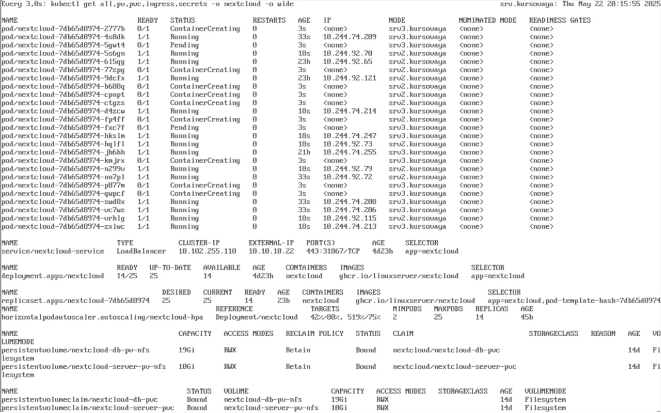 Every 3,0s: kubectl get all,pv,pvc,ingress,secrets -n nextcloud -o wide srv.kursovaya: Thu May 22 20:15:55 2025
NAME READY STATUS RESTARTS AGE IP NODE NOMINATED NODE READINESS GATES
pod/nextcloud-7db65d8974-2777b 0/1 ContainerCreating 0 3s <none> srv3.kursovaya <none> <none>
pod/nextcloud-7db65d8974-4s8dk 1/1 Running 0 33s 10.244.74.209 srv3.kursovaya <none> <none>
pod/nextcloud-7db65d8974-5gwt4 0/1 Pending 0 3s <none> srv3.kursovaya <none> <none>
pod/nextcloud-7db65d8974-5s6gn 1/1 Running 0 18s 10.244.92.70 srv2.kursovaya <none> <none>
pod/nextcloud-7db65d8974-615qg 1/1 Running 0 23h 10.244.92.65 srv2.kursovaya <none> <none>
pod/nextcloud-7db65d8974-77zpg 0/1 ContainerCreating 0 3s <none> srv2.kursovaya <none> <none>
pod/nextcloud-7db65d8974-9dcfx 1/1 Running 0 18s 10.244.92.121 srv2.kursovaya <none> <none>
pod/nextcloud-7db65d8974-b688q 0/1 ContainerCreating 0 3s <none> srv2.kursovaya <none> <none>
pod/nextcloud-7db65d8974-cpnpt 0/1 ContainerCreating 0 3s <none> srv2.kursovaya <none> <none>
pod/nextcloud-7db65d8974-ctgzs 0/1 ContainerCreating 0 3s <none> srv2.kursovaya <none> <none>
pod/nextcloud-7db65d8974-d4zcw 1/1 Running 0 18s 10.244.74.214 srv3.kursovaya <none> <none>
pod/nextcloud-7db65d8974-fp4ff 0/1 ContainerCreating 0 3s <none> srv2.kursovaya <none> <none>
pod/nextcloud-7db65d8974-fxc7f 0/1 Pending 0 3s <none> srv3.kursovaya <none> <none>
pod/nextcloud-7db65d8974-hkslm 1/1 Running 0 18s 10.244.74.247 srv3.kursovaya <none> <none>
pod/nextcloud-7db65d8974-hqlfl 1/1 Running 0 18s 10.244.92.73 srv2.kursovaya <none> <none>
pod/nextcloud-7db65d8974-jh6hh 1/1 Running 0 21h 10.244.74.255 srv3.kursovaya <none> <none>
pod/nextcloud-7db65d8974-kmjrx 0/1 ContainerCreating 0 3s <none> srv3.kursovaya <none> <none>
pod/nextcloud-7db65d8974-n299v 1/1 Running 0 18s 10.244.92.79 srv2.kursovaya <none> <none>
pod/nextcloud-7db65d8974-nn7pl 1/1 Running 0 33s 10.244.92.72 srv2.kursovaya <none> <none>
pod/nextcloud-7db65d8974-p877m 0/1 ContainerCreating 0 3s <none> srv3.kursovaya <none> <none>
pod/nextcloud-7db65d8974-qwpcf 0/1 ContainerCreating 0 3s <none> srv3.kursovaya <none> <none>
pod/nextcloud-7db65d8974-swd8x 1/1 Running 0 33s 10.244.74.208 srv3.kursovaya <none> <none>
pod/nextcloud-7db65d8974-vc7wz 1/1 Running 0 33s 10.244.74.206 srv3.kursovaya <none> <none>
pod/nextcloud-7db65d8974-vrhlg 1/1 Running 0 18s 10.244.92.115 srv2.kursovaya <none> <none>
pod/nextcloud-7db65d8974-zxlwc 1/1 Running 0 18s 10.244.74.213 srv3.kursovaya <none> <none>
NAME TYPE CLUSTER-IP EXTERNAL-IP PORT(S) AGE SELECTOR
service/nextcloud-service LoadBalancer 10.102.255.110 10.10.10.22 443:31067/TCP 4d23h app=nextcloud
NAME READY UP-TO-DATE AVAILABLE AGE CONTAINERS IMAGES SELECTOR
deployment.apps/nextcloud 14/25 25 14 4d23h nextcloud ghcr.io/linuxserver/nextcloud app=nextcloud
NAME DESIRED CURRENT READY AGE CONTAINERS IMAGES SELECTOR
replicaset.apps/nextcloud-7db65d8974 25 25 14 23h nextcloud ghcr.io/linuxserver/nextcloud app=nextcloud,pod-template-hash=7db65d8974
NAME REFERENCE TARGETS MINPODS MAXPODS REPLICAS AGE
horizontalpodautoscaler.autoscaling/nextcloud-hpa Deployment/nextcloud 42%/80%, 519%/75% 2 25 14 45h
NAME CAPACITY ACCESS MODES RECLAIM POLICY STATUS CLAIM STORAGECLASS REASON AGE VO
LUMEMODE
persistentvolume/nextcloud-db-pv-nfs 19Gi RWX Retain Bound nextcloud/nextcloud-db-pvc 14d Fi
lesystem
persistentvolume/nextcloud-server-pv-nfs 18Gi RWX Retain Bound nextcloud/nextcloud-server-pvc 14d Fi
lesystem
NAME STATUS VOLUME CAPACITY ACCESS MODES STORAGECLASS AGE VOLUMEMODE
persistentvolumeclaim/nextcloud-db-pvc Bound nextcloud-db-pv-nfs 19Gi RWX 14d Filesystem
persistentvolumeclaim/nextcloud-server-pvc Bound nextcloud-server-pv-nfs 18Gi RWX 14d Filesystem